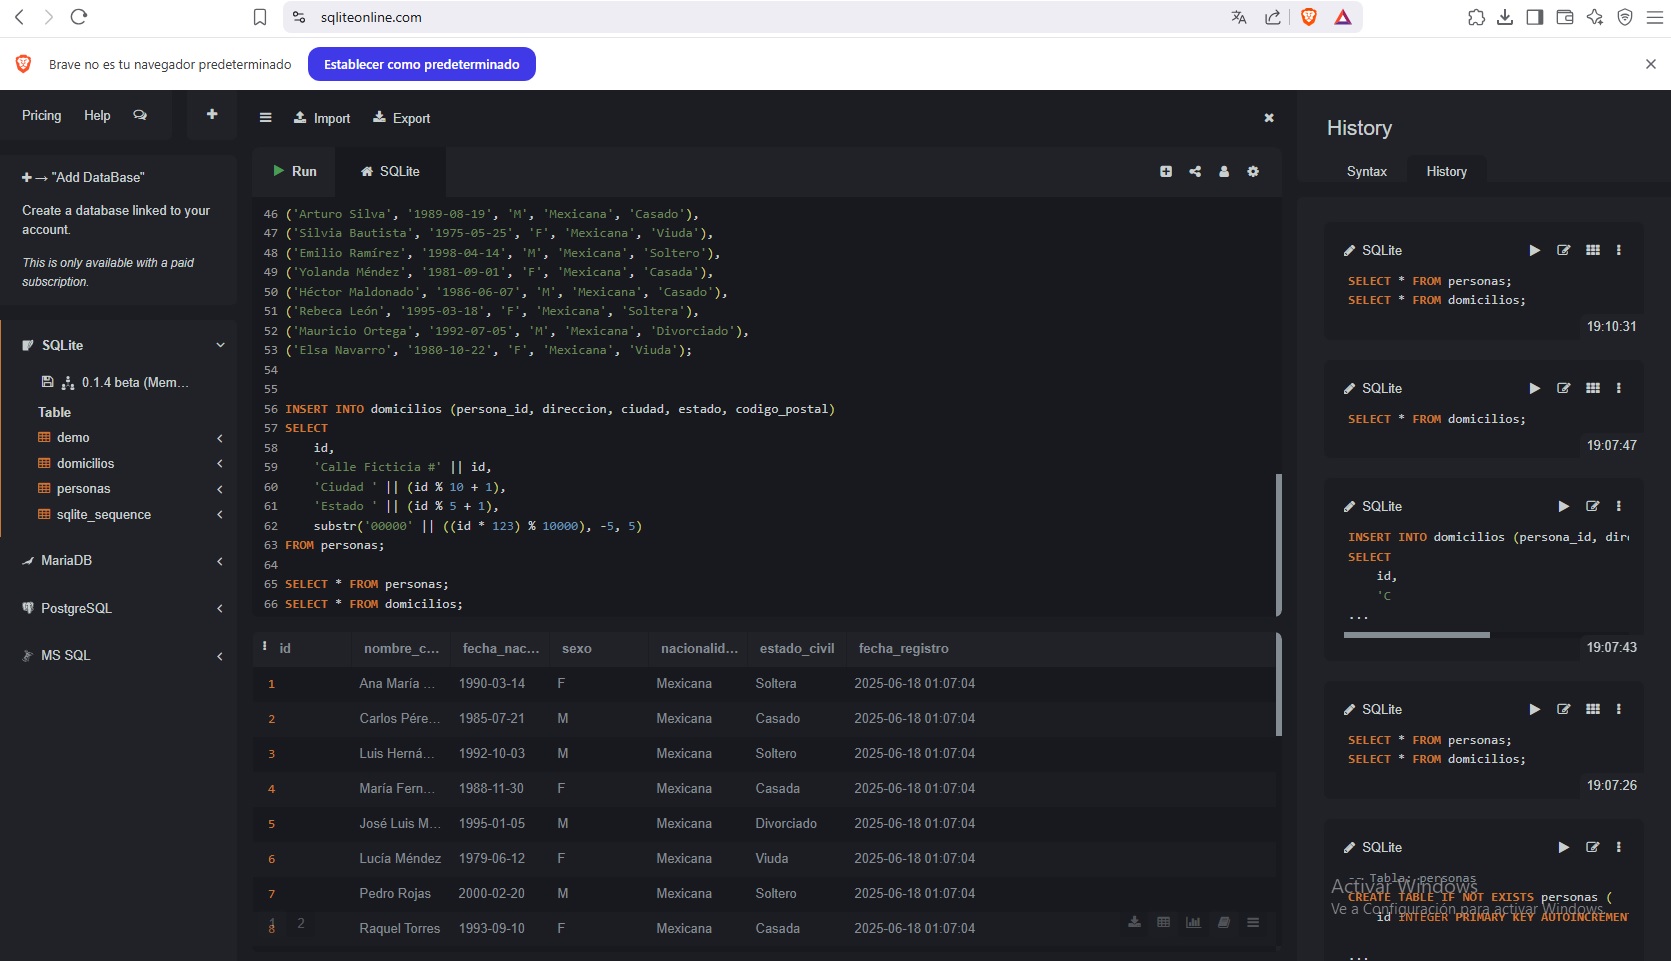 sqliteonline.com
Brave no es tu navegador predeterminado
Establecer como predeterminado
Pricing
Help
Import
Export
"Add DataBase"
Create a database linked to your
account.
This is only available with a paid
subscription.
SQLite
0.1.4 beta (Mem...
Table
demo
domicilios
personas
sqlite_sequence
MariaDB
PostgreSQL
MS SQL
Run
SQLite
46 ('Arturo Silva', '1989-08-19', 'M', 'Mexicana', 'Casado'),
47 ('Silvia Bautista', '1975-05-25', 'F', 'Mexicana', 'Viuda'),
48 ('Emilio Ramírez', '1998-04-14', 'M', 'Mexicana', 'Soltero'),
49 ('Yolanda Méndez', '1981-09-01', 'F', 'Mexicana', 'Casada'),
50 ('Héctor Maldonado', '1986-06-07', 'M', 'Mexicana', 'Casado'),
51 ('Rebeca León', '1995-03-18', 'F', 'Mexicana', 'Soltera'),
52 ('Mauricio Ortega', '1992-07-05', 'M', 'Mexicana', 'Divorciado'),
53 ('Elsa Navarro', '1980-10-22', 'F', 'Mexicana', 'Viuda');
54
55
56 INSERT INTO domicilios (persona_id, direccion, ciudad, estado, codigo_postal)
57 SELECT
58 id,
59 'Calle Ficticia #' || id,
60 'Ciudad ' || (id % 10 + 1),
61 'Estado ' || (id % 5 + 1),
62 substr('00000' || ((id * 123) % 10000), -5, 5)
63 FROM personas;
64
65 SELECT * FROM personas;
66 SELECT * FROM domicilios;
id nombre_c... fecha_nac... sexo nacionalid... estado_civil fecha_registro
1 Ana María ... 1990-03-14 F Mexicana Soltera 2025-06-18 01:07:04
2 Carlos Pére... 1985-07-21 M Mexicana Casado 2025-06-18 01:07:04
3 Luis Herná... 1992-10-03 M Mexicana Soltero 2025-06-18 01:07:04
4 María Fern... 1988-11-30 F Mexicana Casada 2025-06-18 01:07:04
5 José Luis M... 1995-01-05 M Mexicana Divorciado 2025-06-18 01:07:04
6 Lucía Méndez 1979-06-12 F Mexicana Viuda 2025-06-18 01:07:04
7 Pedro Rojas 2000-02-20 M Mexicana Soltero 2025-06-18 01:07:04
8 Raquel Torres 1993-09-10 F Mexicana Casada 2025-06-18 01:07:04
1 2
History
Syntax
History
SQLite
SELECT * FROM personas;
SELECT * FROM domicilios;
19:10:31
SQLite
SELECT * FROM domicilios;
19:07:47
SQLite
INSERT INTO domicilios (persona_id, dire
SELECT
id,
'C
...
19:07:43
SQLite
SELECT * FROM personas;
SELECT * FROM domicilios;
19:07:26
SQLite
-- Tabla: personas
CREATE TABLE IF NOT EXISTS personas (
id INTEGER PRIMARY KEY AUTOINCREMEN
...
Activar Windows
Ve a Configuración para activar Windows.